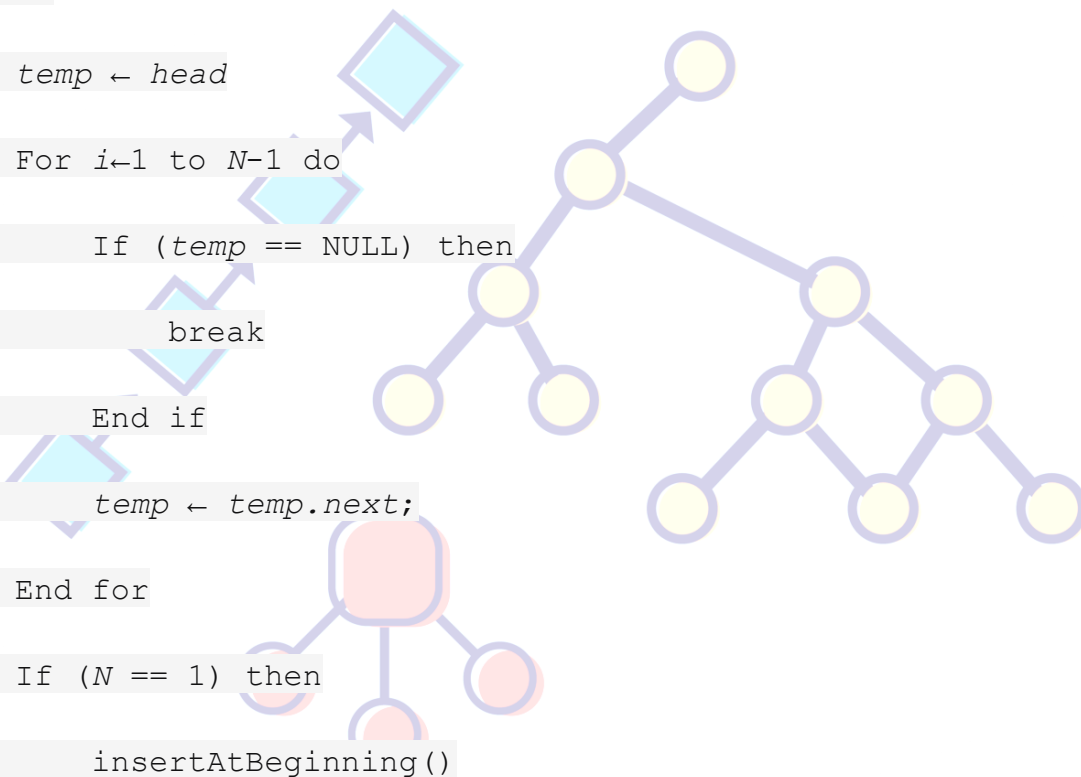 temp ← head
For i←1 to N-1 do
If (temp == NULL) then
break
End if
temp ← temp.next;
End for
If (N == 1) then
insertAtBeginning()